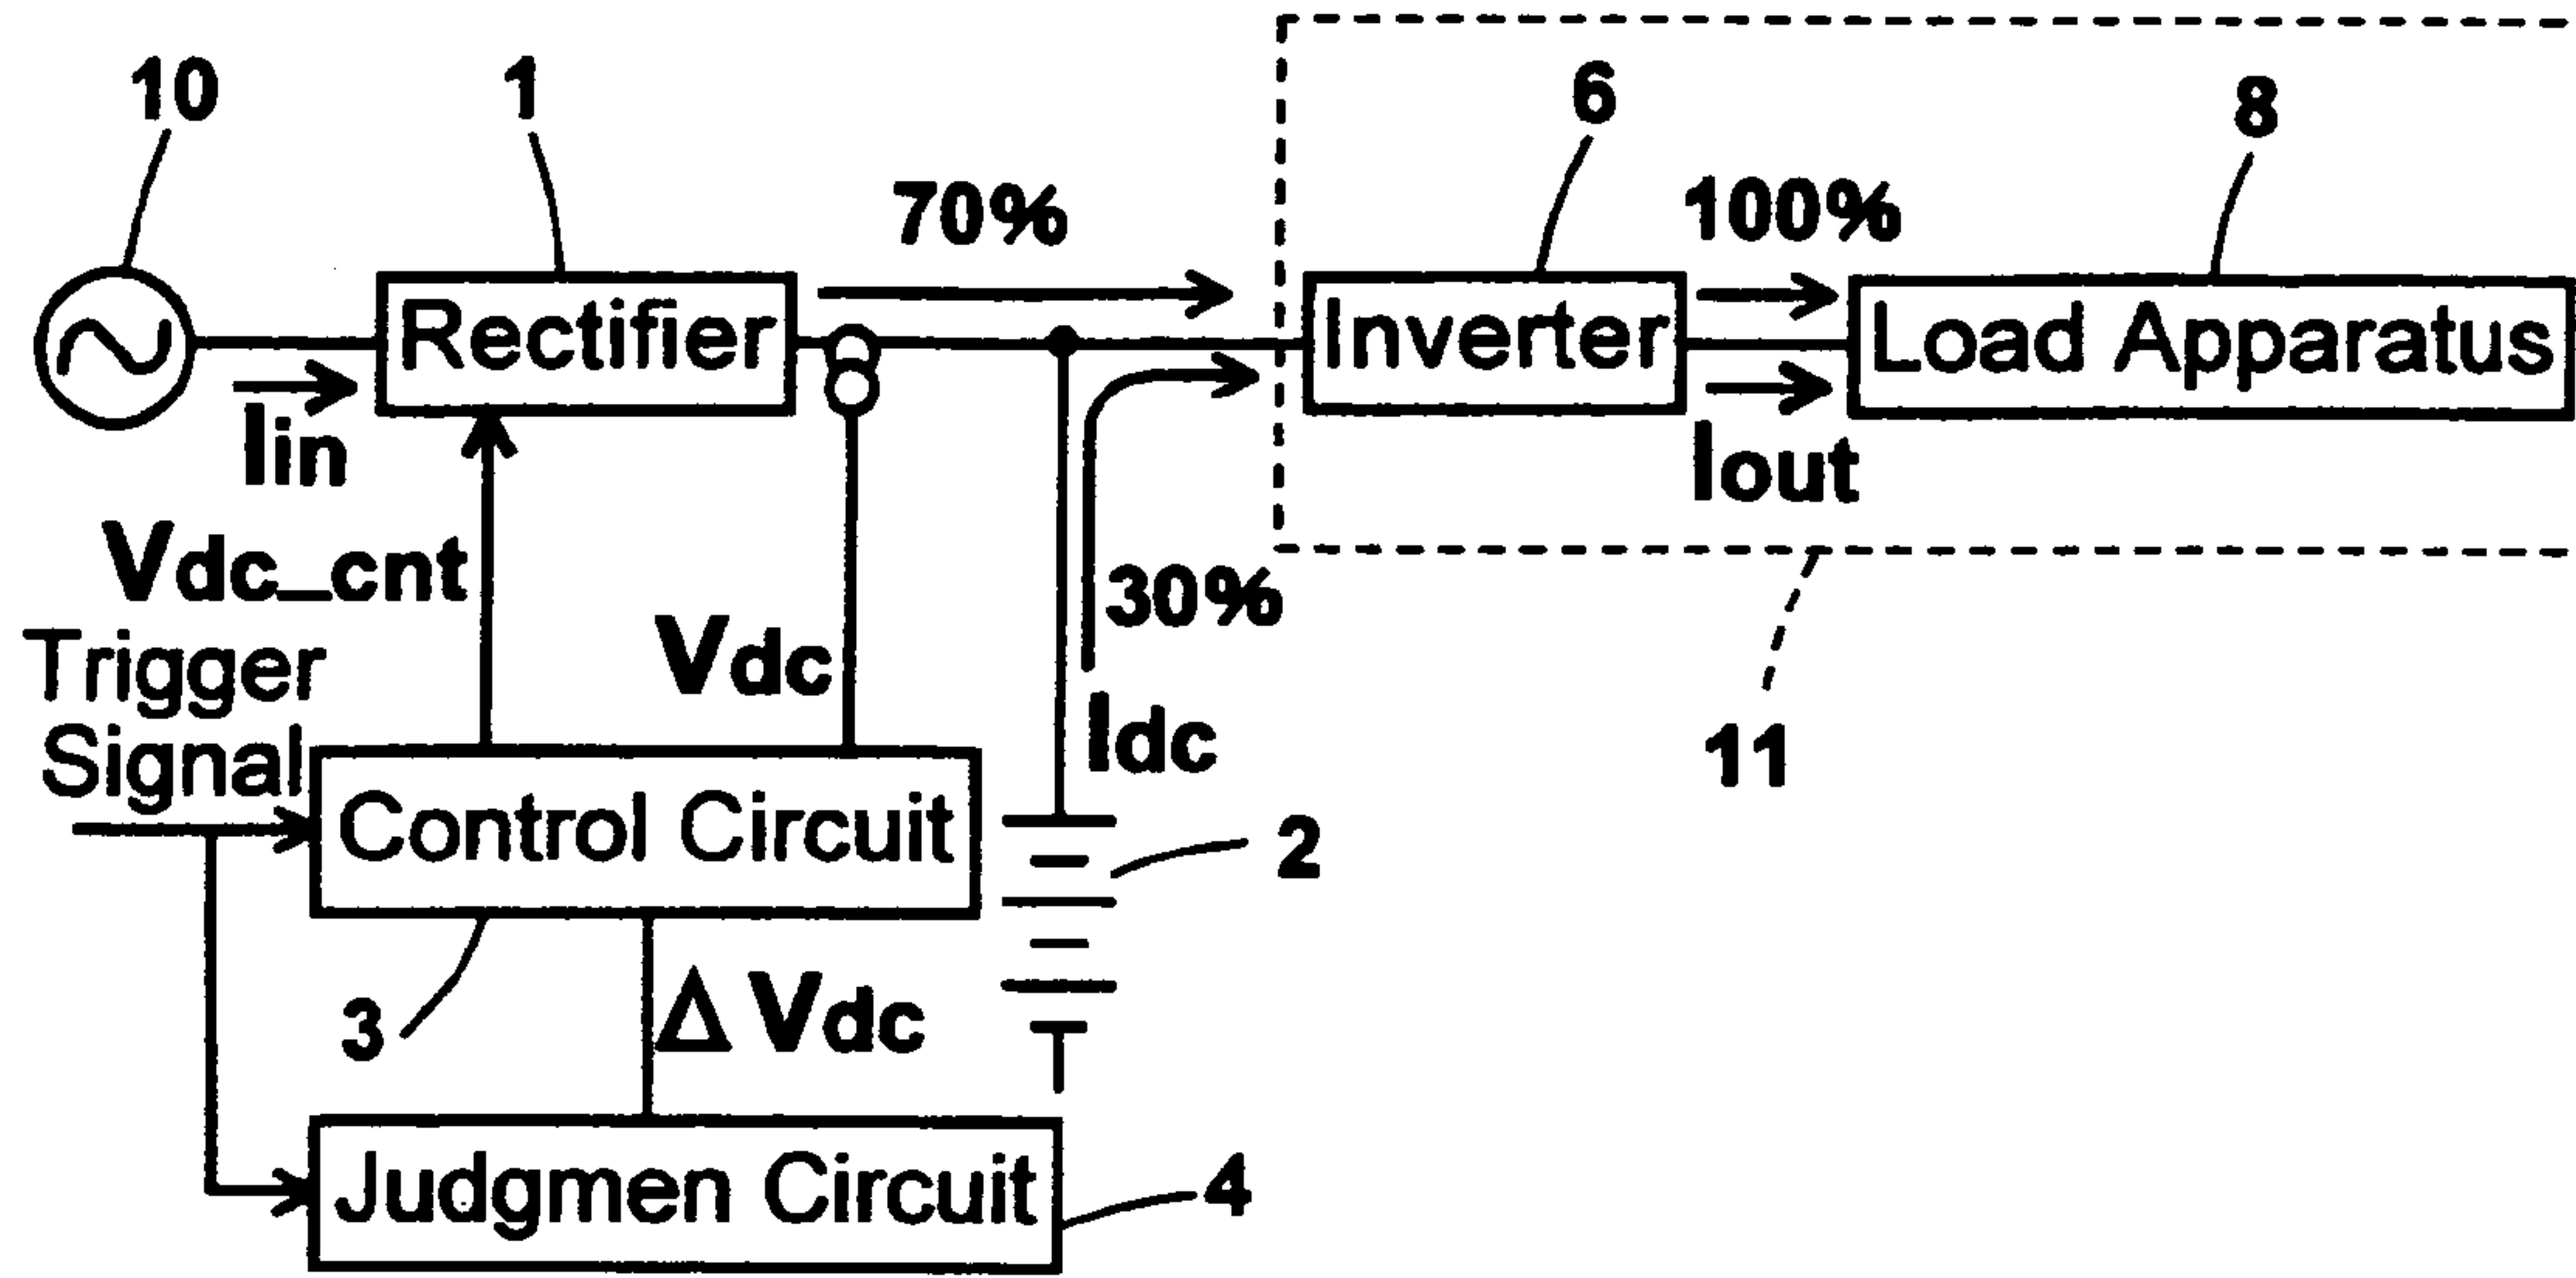 10
1
6
8
70%
100%
Rectifier
Inverter
Load Apparatus
Iin
Iout
Vdc_cnt
30%
Trigger
Signal
Vdc
Idc
11
Control Circuit
2
3
Δ Vdc
Judgmen Circuit
4